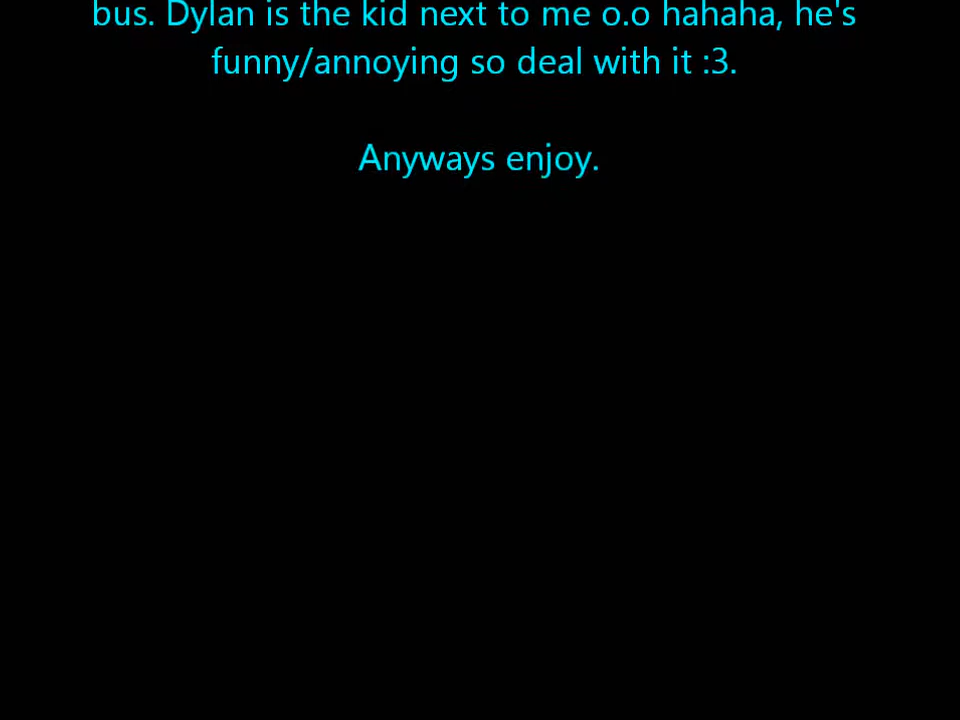 bus. Dylan is the kid next to me o.o hahaha, he's
funny/annoying so deal with it :3.
Anyways enjoy.